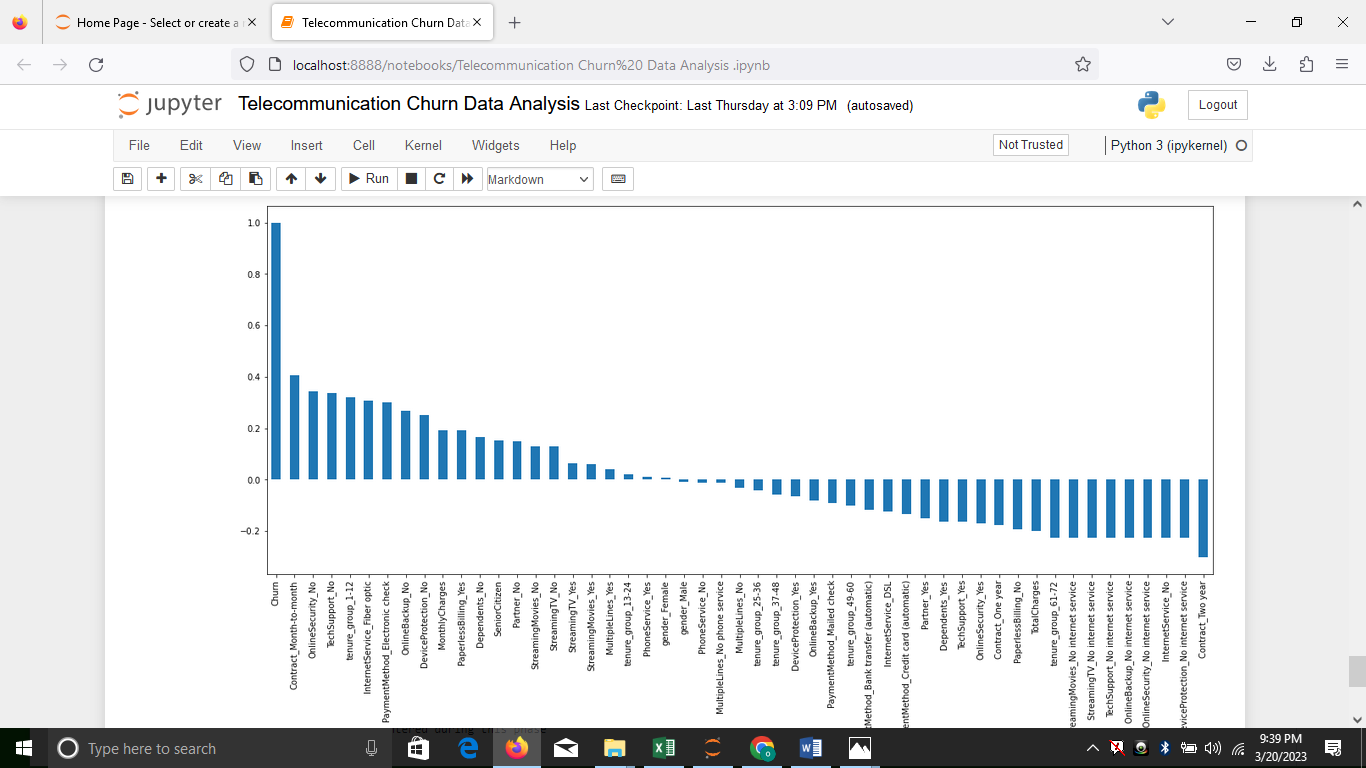 Home Page - Select or create a
Telecommunication Churn Data
localhost:8888/notebooks/Telecommunication Churn%20 Data Analysis .ipynb
jupyter Telecommunication Churn Data Analysis Last Checkpoint: Last Thursday at 3:09 PM (autosaved)
Logout
File Edit View Insert Cell Kernel Widgets Help
Not Trusted
Python 3 (ipykernel)
Run
Markdown
1.0
0.8
0.6
0.4
0.2
0.0
−0.2
Churn
Contract_Month-to-month
OnlineSecurity_No
TechSupport_No
tenure_group_1-12
InternetService_Fiber optic
PaymentMethod_Electronic check
OnlineBackup_No
DeviceProtection_No
MonthlyCharges
PaperlessBilling_Yes
Dependents_No
SeniorCitizen
Partner_No
StreamingMovies_No
StreamingTV_No
StreamingTV_Yes
StreamingMovies_Yes
MultipleLines_Yes
tenure_group_13-24
PhoneService_Yes
gender_Female
gender_Male
PhoneService_No
MultipleLines_No phone service
MultipleLines_No
tenure_group_25-36
tenure_group_37-48
DeviceProtection_Yes
OnlineBackup_Yes
PaymentMethod_Mailed check
tenure_group_49-60
tMethod_Bank transfer (automatic)
InternetService_DSL
entMethod_Credit card (automatic)
Partner_Yes
Dependents_Yes
TechSupport_Yes
OnlineSecurity_Yes
Contract_One year
PaperlessBilling_No
TotalCharges
tenure_group_61-72
reamingMovies_No internet service
StreamingTV_No internet service
TechSupport_No internet service
OnlineBackup_No internet service
OnlineSecurity_No internet service
InternetService_No
eviceProtection_No internet service
Contract_Two year
during this phase
Type here to search
9:39 PM
3/20/2023